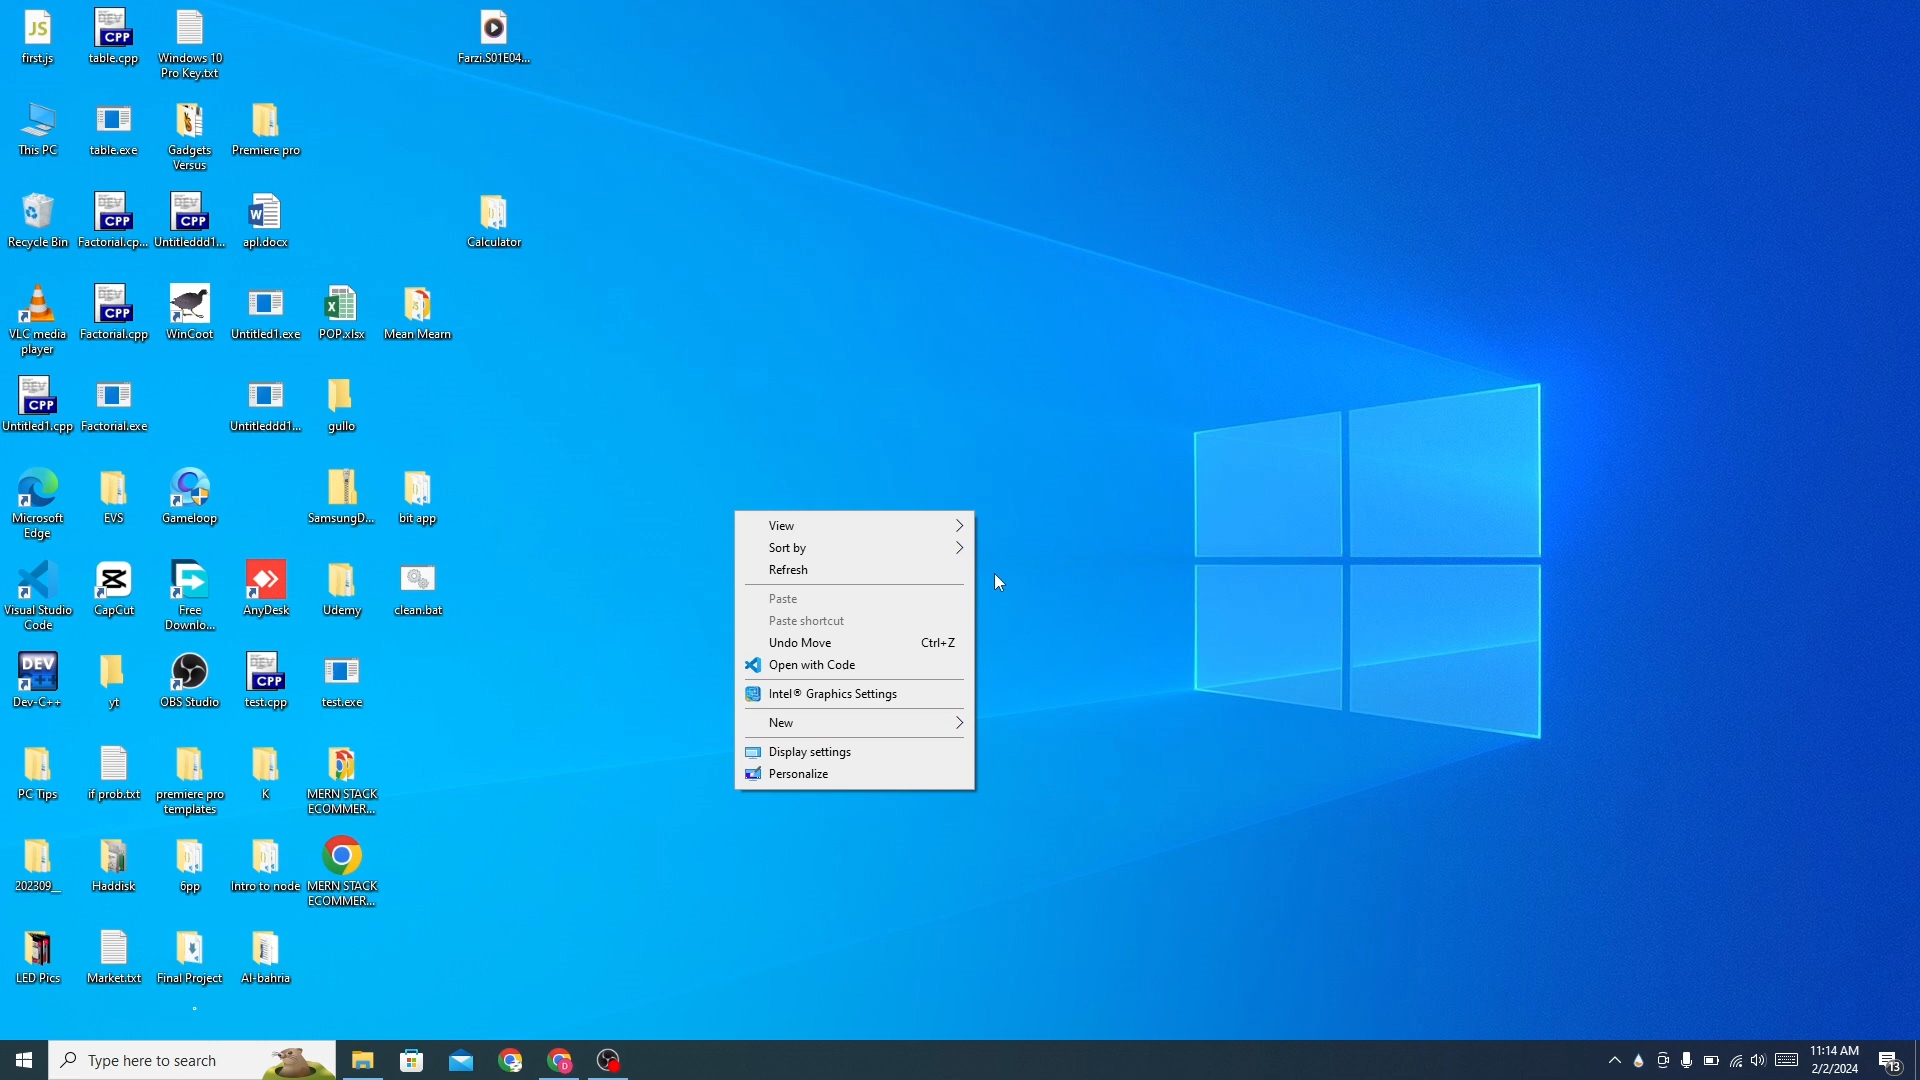 first.js
table.cpp
Windows 10
Pro Key.txt
Farzi.S01E04...
This PC
table.exe
Gadgets
Versus
Premiere pro
Recycle Bin
Factorial.cp...
Untitleddd1...
apl.docx
Calculator
VLC media
player
Factorial.cpp
WinCoot
Untitled1.exe
POP.xlsx
Mean Mearn
Untitled1.cpp
Factorial.exe
Untitleddd1...
gullo
Microsoft
Edge
EVS
Gameloop
SamsungD...
bit app
Visual Studio
Code
CapCut
Free
Downlo...
AnyDesk
Udemy
clean.bat
Dev-C++
yt
OBS Studio
test.cpp
test.exe
PC Tips
if prob.txt
premiere pro
templates
K
MERN STACK
ECOMMER...
202309__
Haddisk
6pp
Intro to node
MERN STACK
ECOMMER...
LED Pics
Market.txt
Final Project
Al-bahria
View
Sort by
Refresh
Paste
Paste shortcut
Undo Move Ctrl+Z
Open with Code
Intel® Graphics Settings
New
Display settings
Personalize
Type here to search
11:14 AM
2/2/2024
13